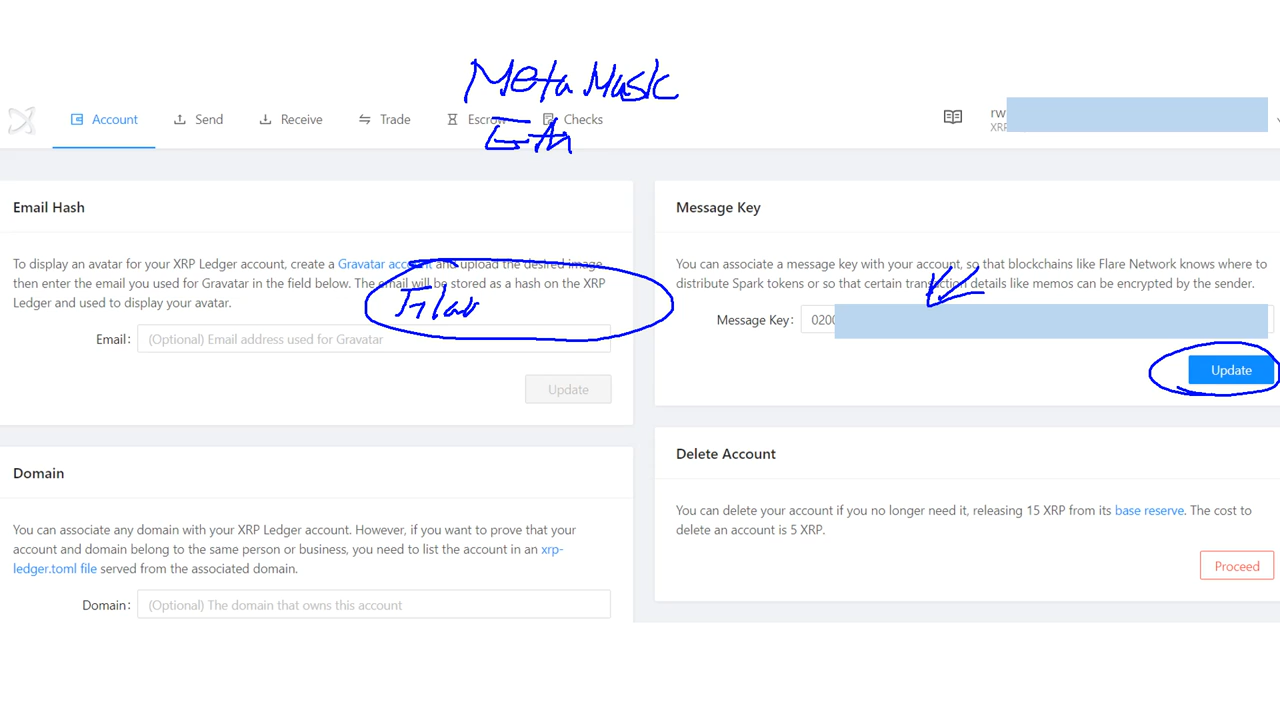 Meta Mask
Eth
Account
Send
Receive
Trade
Escrow
Checks
rw
XRP
Email Hash
To display an avatar for your XRP Ledger account, create a Gravatar account and upload the desired image,
then enter the email you used for Gravatar in the field below. The email will be stored as a hash on the XRP
Ledger and used to display your avatar.
Email: (Optional) Email address used for Gravatar
Update
Message Key
You can associate a message key with your account, so that blockchains like Flare Network knows where to
distribute Spark tokens or so that certain transaction details like memos can be encrypted by the sender.
Message Key: 020
Update
Domain
You can associate any domain with your XRP Ledger account. However, if you want to prove that your
account and domain belong to the same person or business, you need to list the account in an xrp-
ledger.toml file served from the associated domain.
Domain: (Optional) The domain that owns this account
Delete Account
You can delete your account if you no longer need it, releasing 15 XRP from its base reserve. The cost to
delete an account is 5 XRP.
Proceed